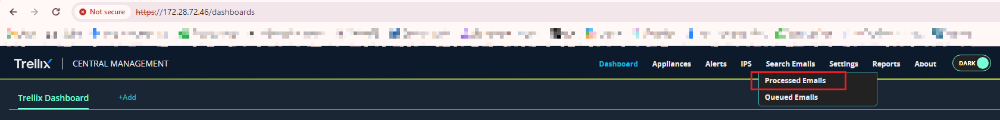 Not secure https://172.28.72.46/dashboards
Trellix CENTRAL MANAGEMENT Dashboard Appliances Alerts IPS Search Emails Settings Reports About DARK
Processed Emails
Trellix Dashboard +Add Queued Emails